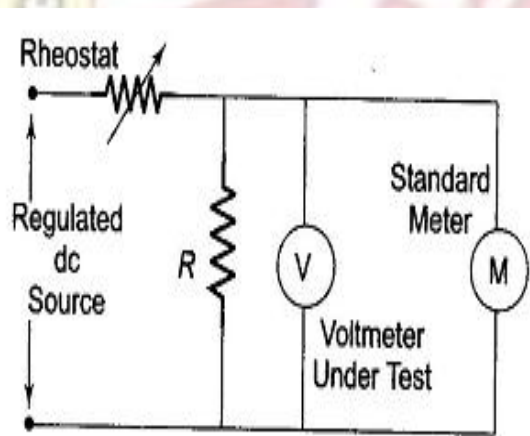 Rheostat
Regulated
dc
Source
R
V
Voltmeter
Under Test
Standard
Meter
M